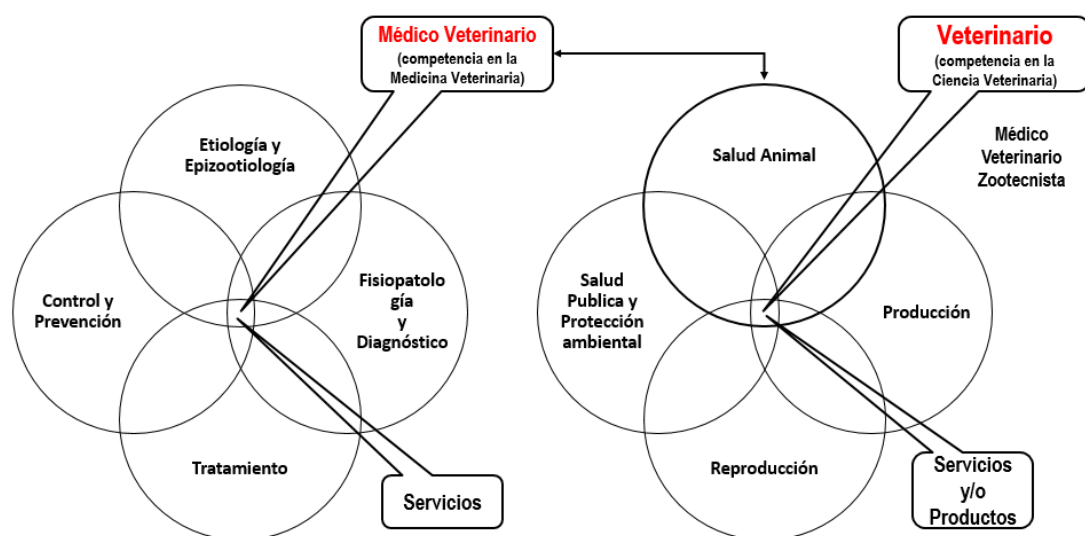 Médico Veterinario
(competencia en la
Medicina Veterinaria)
Etiología y
Epizootiología
Control y
Prevención
Fisiopatolo
gía
y
Diagnóstico
Tratamiento
Servicios
Veterinario
(competencia en la
Ciencia Veterinaria)
Médico
Veterinario
Zootecnista
Salud Animal
Salud
Publica y
Protección
ambiental
Producción
Reproducción
Servicios
y/o
Productos